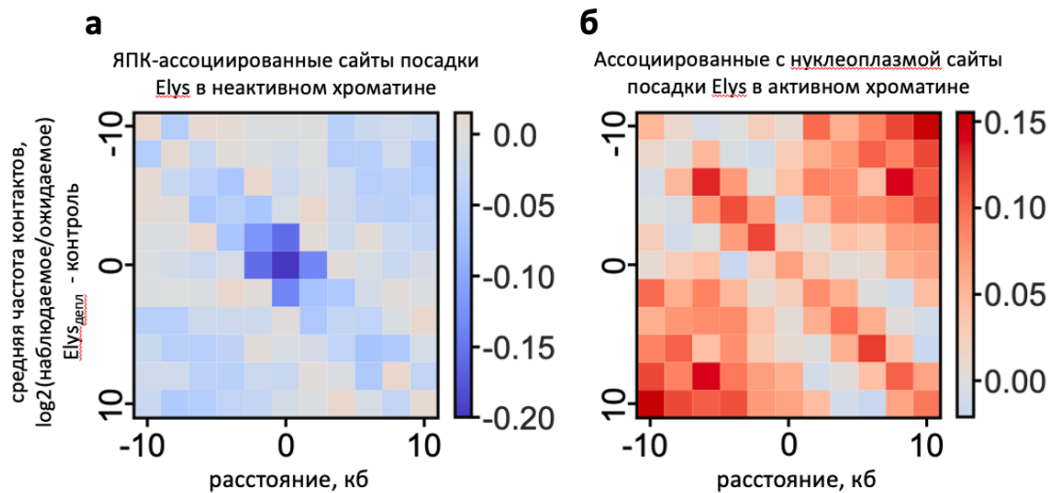 а
ЯПК-ассоциированные сайты посадки
Elys в неактивном хроматине
средняя частота контактов,
log2(наблюдаемое/ожидаемое)
Elysдепл - контроль
-10
0
10
-10
0
10
расстояние, кб
0.0
-0.05
-0.10
-0.15
-0.20
б
Ассоциированные с нуклеоплазмой сайты
посадки Elys в активном хроматине
-10
0
10
-10
0
10
расстояние, кб
0.15
0.10
0.05
0.00